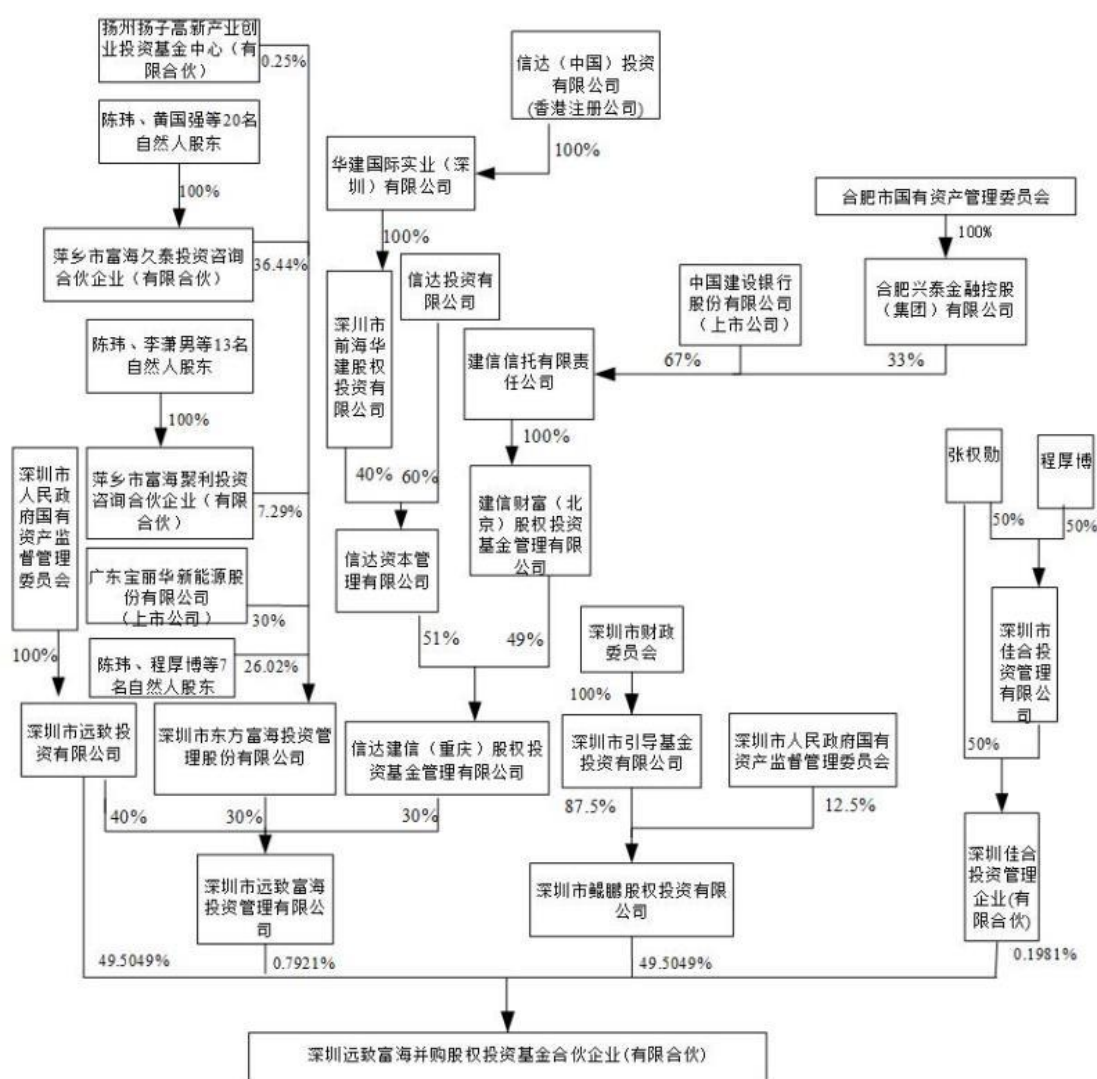 扬州扬子高新产业创
业投资基金中心（有
限合伙）
0.25%
信达（中国）投资
有限公司
(香港注册公司)
100%
陈玮、黄国强等20名
自然人股东
100%
华建国际实业（深
圳）有限公司
100%
合肥市国有资产管理委员会
100%
萍乡市富海久泰投资咨询
合伙企业（有限合伙）
36.44%
信达投资有
限公司
中国建设银行
股份有限公司
（上市公司）
67%
合肥兴泰金融控股
（集团）有限公司
33%
陈玮、李潇男等13名
自然人股东
100%
深川市
前海华
建股权
投资有
限公司
40%
60%
建信信托有限责
任公司
100%
深圳市
人民政
府国有
资产监
督管理
委员会
100%
萍乡市富海聚利投资
咨询合伙企业（有限
合伙）
7.29%
建信财富（北
京）股权投资
基金管理有限
公司
49%
张权勋
50%
程厚博
50%
信达资本管
理有限公司
51%
广东宝丽华新能源股
份有限公司
（上市公司）
30%
深圳市财政
委员会
100%
深圳市
佳合投
资管理
有限公
司
50%
陈玮、程厚博等7
名自然人股东
26.02%
深圳市远致投
资有限公司
40%
深圳市东方富海投资管
理股份有限公司
30%
信达建信（重庆）股权投
资基金管理有限公司
30%
深圳市引导基金
投资有限公司
87.5%
深圳市人民政府国有
资产监督管理委员会
12.5%
深圳市远致富海
投资管理有限公
司
深圳市鲲鹏股权投资有限
公司
深圳佳合
投资管理
企业(有
限合伙)
49.5049%
0.7921%
49.5049%
0.1981%
深圳远致富海并购股权投资基金合伙企业(有限合伙)